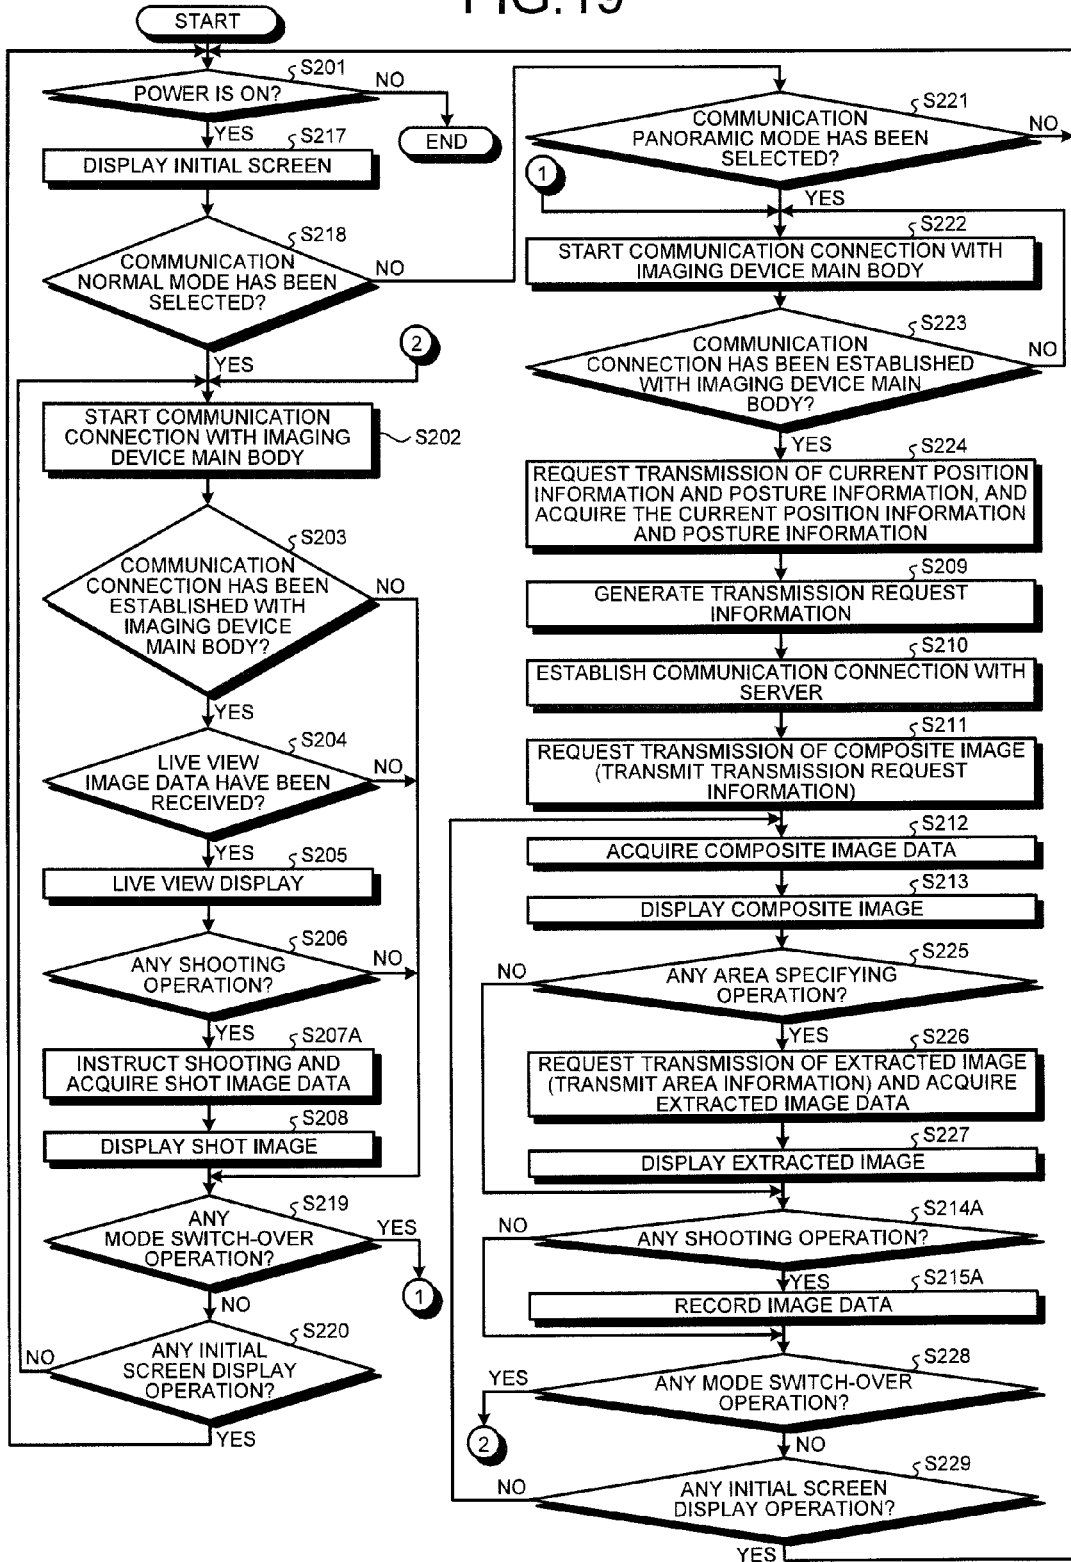 FIG.19
START
S201
POWER IS ON?
NO
END
YES
S217
DISPLAY INITIAL SCREEN
S218
COMMUNICATION
NORMAL MODE HAS BEEN
SELECTED?
NO
YES
2
START COMMUNICATION
CONNECTION WITH IMAGING
DEVICE MAIN BODY
S202
S203
COMMUNICATION
CONNECTION HAS BEEN
ESTABLISHED WITH
IMAGING DEVICE
MAIN BODY?
NO
YES
S204
LIVE VIEW
IMAGE DATA HAVE BEEN
RECEIVED?
NO
YES
S205
LIVE VIEW DISPLAY
S206
ANY SHOOTING
OPERATION?
NO
YES
S207A
INSTRUCT SHOOTING AND
ACQUIRE SHOT IMAGE DATA
S208
DISPLAY SHOT IMAGE
S219
ANY
MODE SWITCH-OVER
OPERATION?
YES
1
NO
S220
ANY INITIAL
SCREEN DISPLAY
OPERATION?
NO
YES
S221
COMMUNICATION
PANORAMIC MODE HAS BEEN
SELECTED?
NO
1
YES
S222
START COMMUNICATION CONNECTION WITH
IMAGING DEVICE MAIN BODY
S223
COMMUNICATION
CONNECTION HAS BEEN ESTABLISHED
WITH IMAGING DEVICE MAIN
BODY?
NO
YES
S224
REQUEST TRANSMISSION OF CURRENT POSITION
INFORMATION AND POSTURE INFORMATION, AND
ACQUIRE THE CURRENT POSITION INFORMATION
AND POSTURE INFORMATION
S209
GENERATE TRANSMISSION REQUEST
INFORMATION
S210
ESTABLISH COMMUNICATION CONNECTION WITH
SERVER
S211
REQUEST TRANSMISSION OF COMPOSITE IMAGE
(TRANSMIT TRANSMISSION REQUEST
INFORMATION)
S212
ACQUIRE COMPOSITE IMAGE DATA
S213
DISPLAY COMPOSITE IMAGE
S225
ANY AREA SPECIFYING
OPERATION?
NO
YES
S226
REQUEST TRANSMISSION OF EXTRACTED IMAGE
(TRANSMIT AREA INFORMATION) AND ACQUIRE
EXTRACTED IMAGE DATA
S227
DISPLAY EXTRACTED IMAGE
S214A
ANY SHOOTING OPERATION?
NO
YES
S215A
RECORD IMAGE DATA
S228
ANY MODE SWITCH-OVER
OPERATION?
YES
2
NO
S229
ANY INITIAL SCREEN
DISPLAY OPERATION?
NO
YES